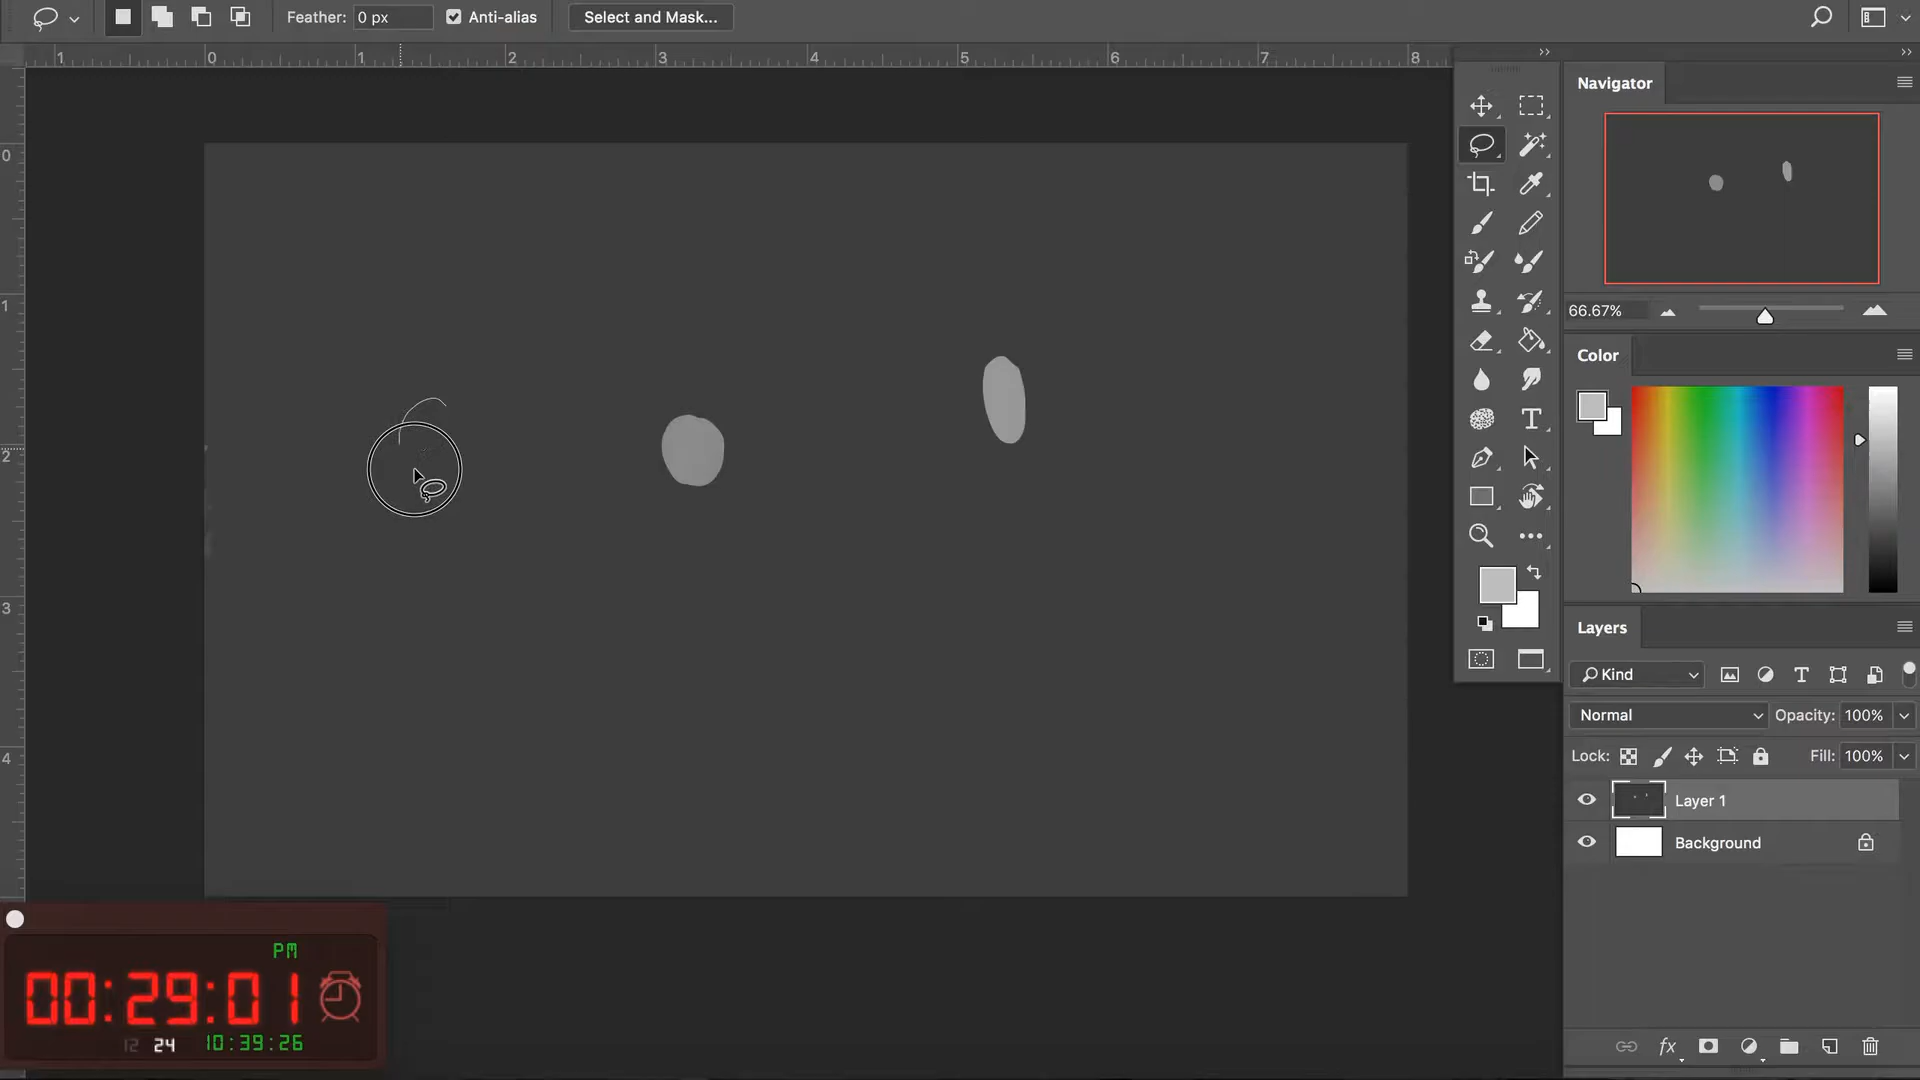 Feather: 0 px Anti-alias Select and Mask...
1 0 1 2 3 4 5 6 7 8
0
1
2
3
4
Navigator
66.67%
Color
Layers
Kind
Normal Opacity: 100%
Lock: Fill: 100%
Layer 1
Background
PM
00:29:01
12 24 10:39:26